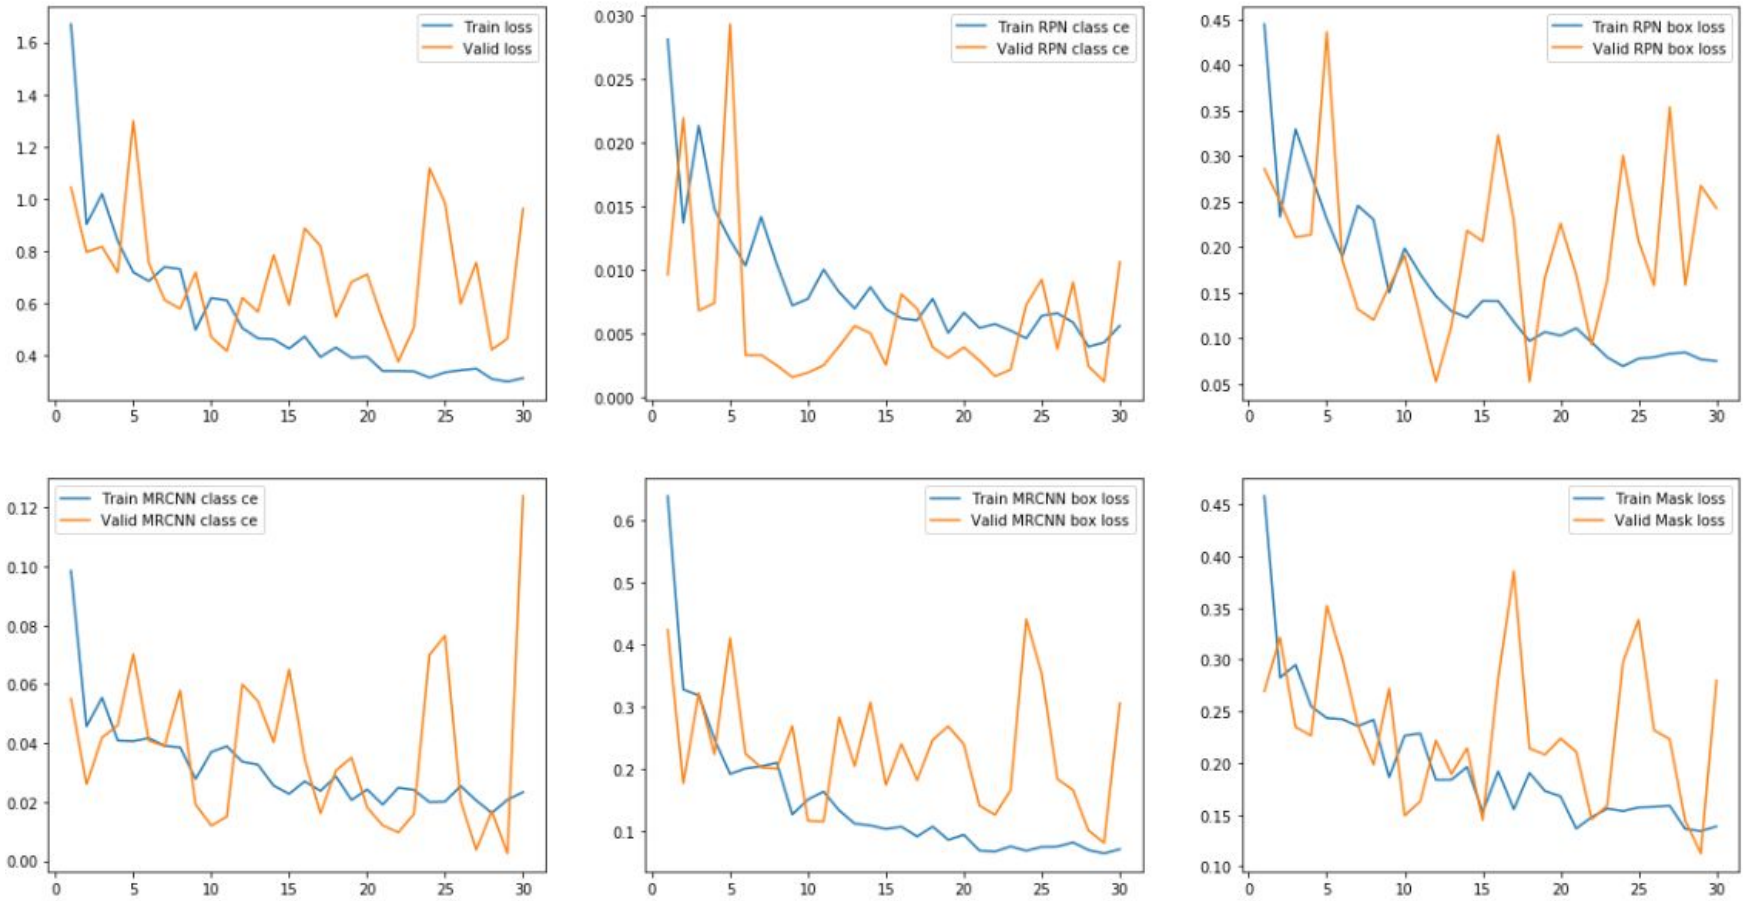 Train loss
Valid loss
1.6
1.4
1.2
1.0
0.8
0.6
0.4
0 5 10 15 20 25 30
Train RPN class ce
Valid RPN class ce
0.030
0.025
0.020
0.015
0.010
0.005
0.000
0 5 10 15 20 25 30
Train RPN box loss
Valid RPN box loss
0.45
0.40
0.35
0.30
0.25
0.20
0.15
0.10
0.05
0 5 10 15 20 25 30
Train MRCNN class ce
Valid MRCNN class ce
0.12
0.10
0.08
0.06
0.04
0.02
0.00
0 5 10 15 20 25 30
Train MRCNN box loss
Valid MRCNN box loss
0.6
0.5
0.4
0.3
0.2
0.1
0 5 10 15 20 25 30
Train Mask loss
Valid Mask loss
0.45
0.40
0.35
0.30
0.25
0.20
0.15
0.10
0 5 10 15 20 25 30